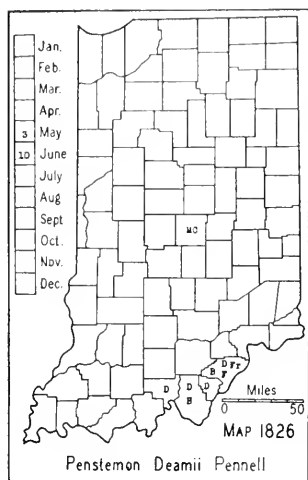 Jan.
Feb.
Mar.
Apr.
3 May
10 June
July
Aug
Sept
Oct.
Nov.
Dec.
MC
D Fr
B F
D D D
B
Miles
0 50
MAP 1826
Penstemon Deamii Pennell